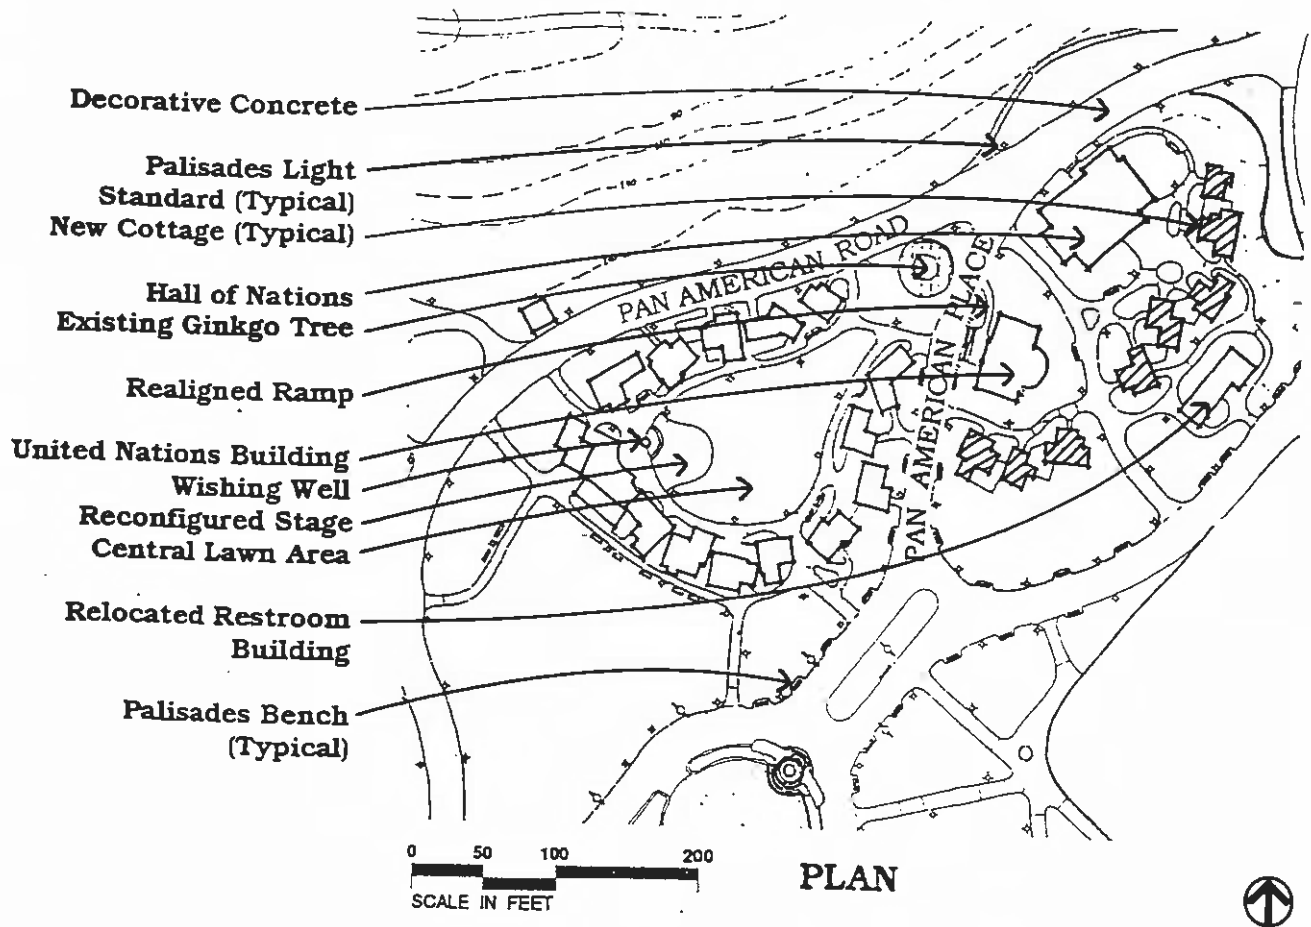 Decorative Concrete
Palisades Light
Standard (Typical)
New Cottage (Typical)
Hall of Nations
Existing Ginkgo Tree
Realigned Ramp
United Nations Building
Wishing Well
Reconfigured Stage
Central Lawn Area
Relocated Restroom
Building
Palisades Bench
(Typical)
PAN AMERICAN ROAD
PAN AMERICAN PLACE
0 50 100 200
SCALE IN FEET
PLAN